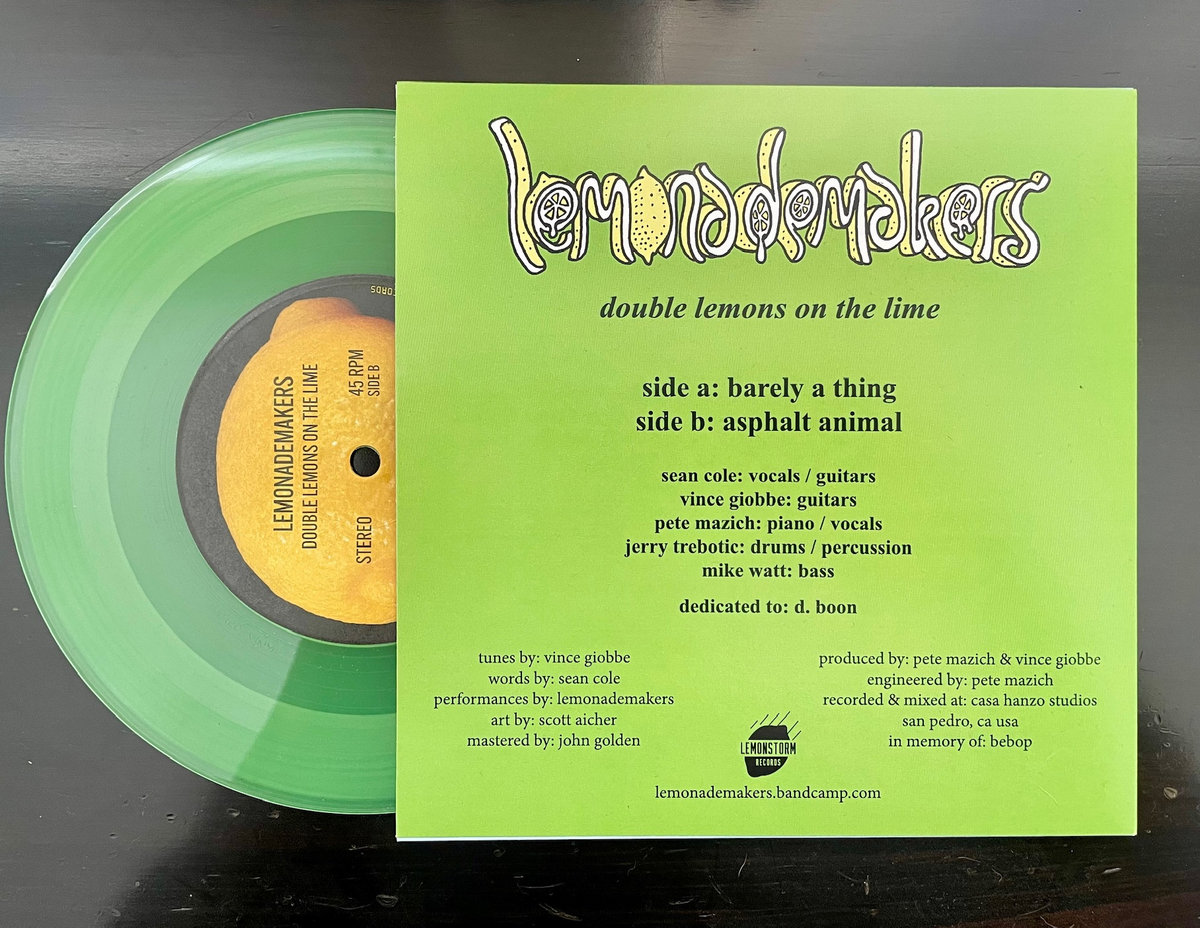 lemonademakers
double lemons on the lime
side a: barely a thing
side b: asphalt animal
sean cole: vocals / guitars
vince giobbe: guitars
pete mazich: piano / vocals
jerry trebotic: drums / percussion
mike watt: bass
dedicated to: d. boon
tunes by: vince giobbe
words by: sean cole
performances by: lemonademakers
art by: scott aicher
mastered by: john golden
produced by: pete mazich & vince giobbe
engineered by: pete mazich
recorded & mixed at: casa hanzo studios
san pedro, ca usa
in memory of: bebop
LEMONSTORM
RECORDS
lemonademakers.bandcamp.com
LEMONADEMAKERS
DOUBLE LEMONS ON THE LIME
45 RPM
SIDE B
STEREO